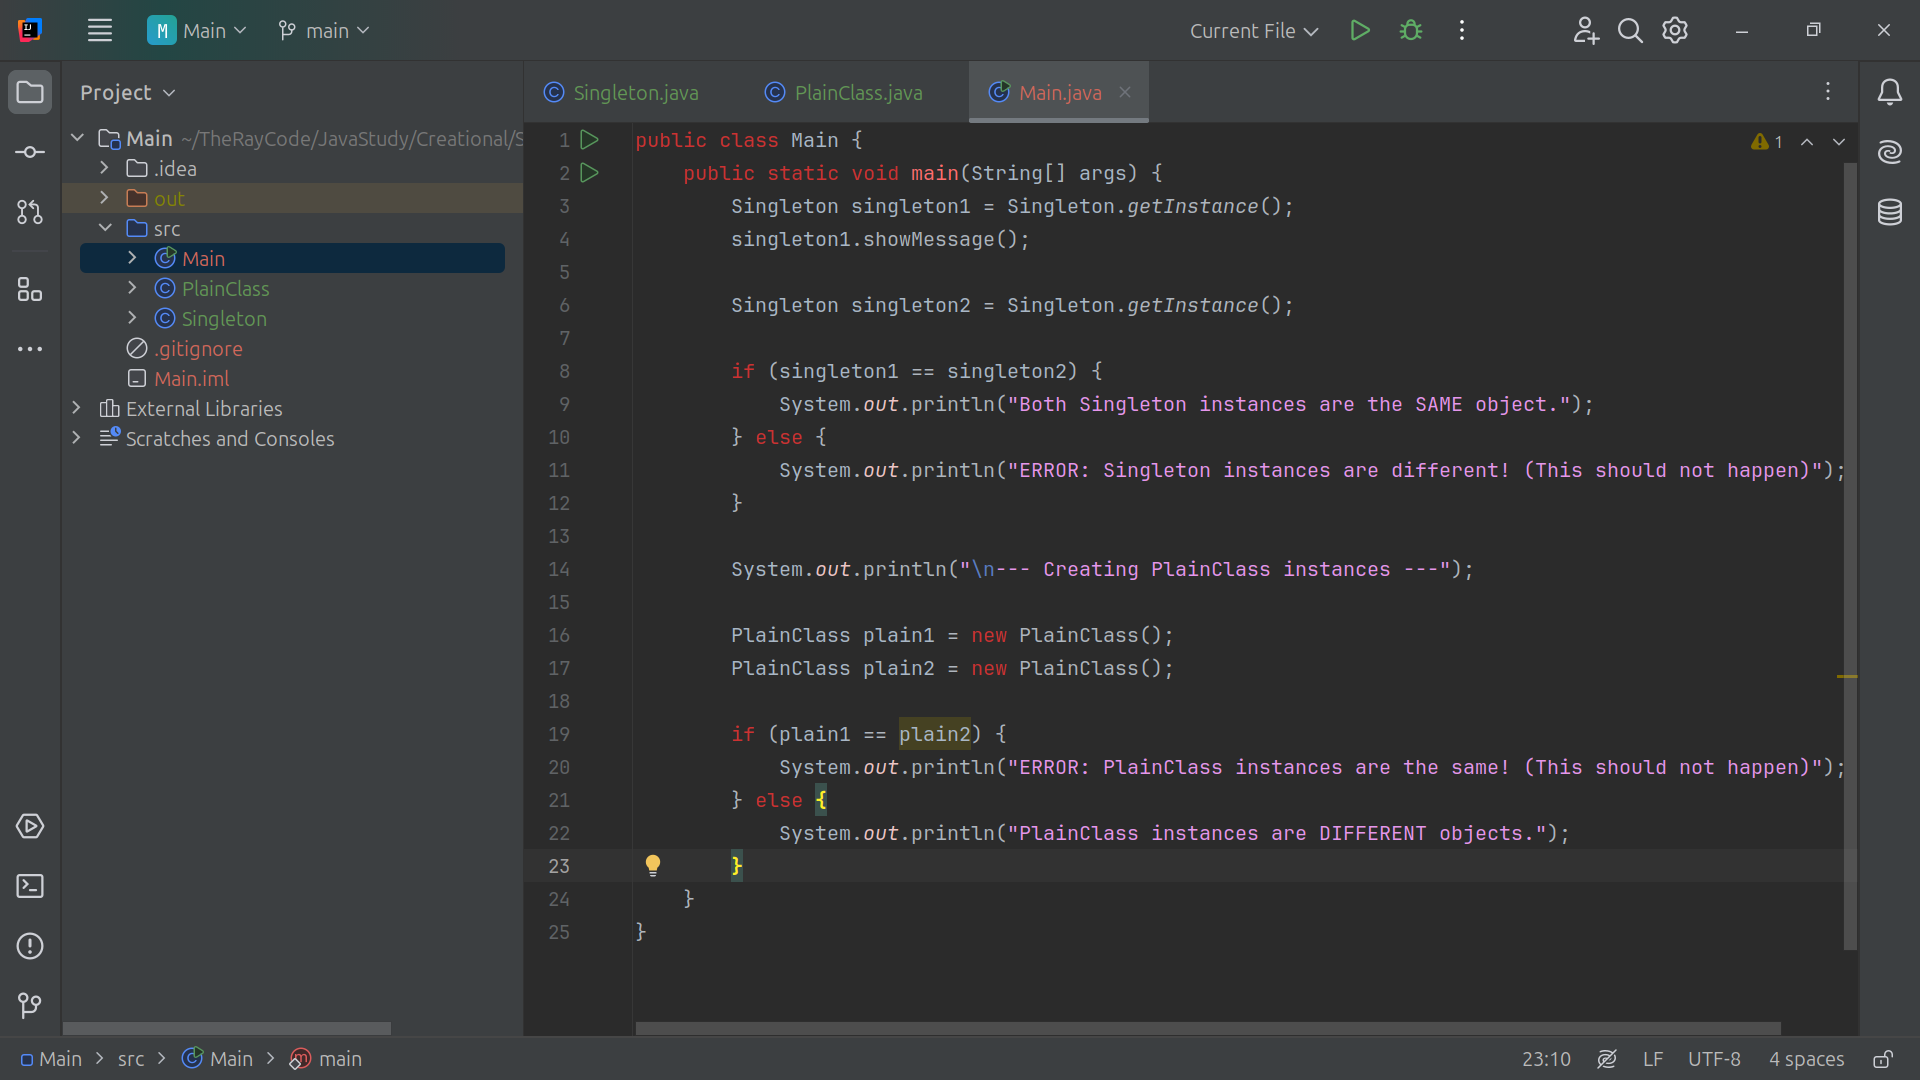 M Main main Current File
Project
Singleton.java PlainClass.java Main.java
Main ~/TheRayCode/JavaStudy/Creational/S
.idea
out
src
Main
PlainClass
Singleton
.gitignore
Main.iml
External Libraries
Scratches and Consoles
1
1 public class Main {
2 public static void main(String[] args) {
3 Singleton singleton1 = Singleton.getInstance();
4 singleton1.showMessage();
5
6 Singleton singleton2 = Singleton.getInstance();
7
8 if (singleton1 == singleton2) {
9 System.out.println("Both Singleton instances are the SAME object.");
10 } else {
11 System.out.println("ERROR: Singleton instances are different! (This should not happen)");
12 }
13
14 System.out.println("\n--- Creating PlainClass instances ---");
15
16 PlainClass plain1 = new PlainClass();
17 PlainClass plain2 = new PlainClass();
18
19 if (plain1 == plain2) {
20 System.out.println("ERROR: PlainClass instances are the same! (This should not happen)");
21 } else {
22 System.out.println("PlainClass instances are DIFFERENT objects.");
23 }
24 }
25 }
Main src Main main 23:10 LF UTF-8 4 spaces